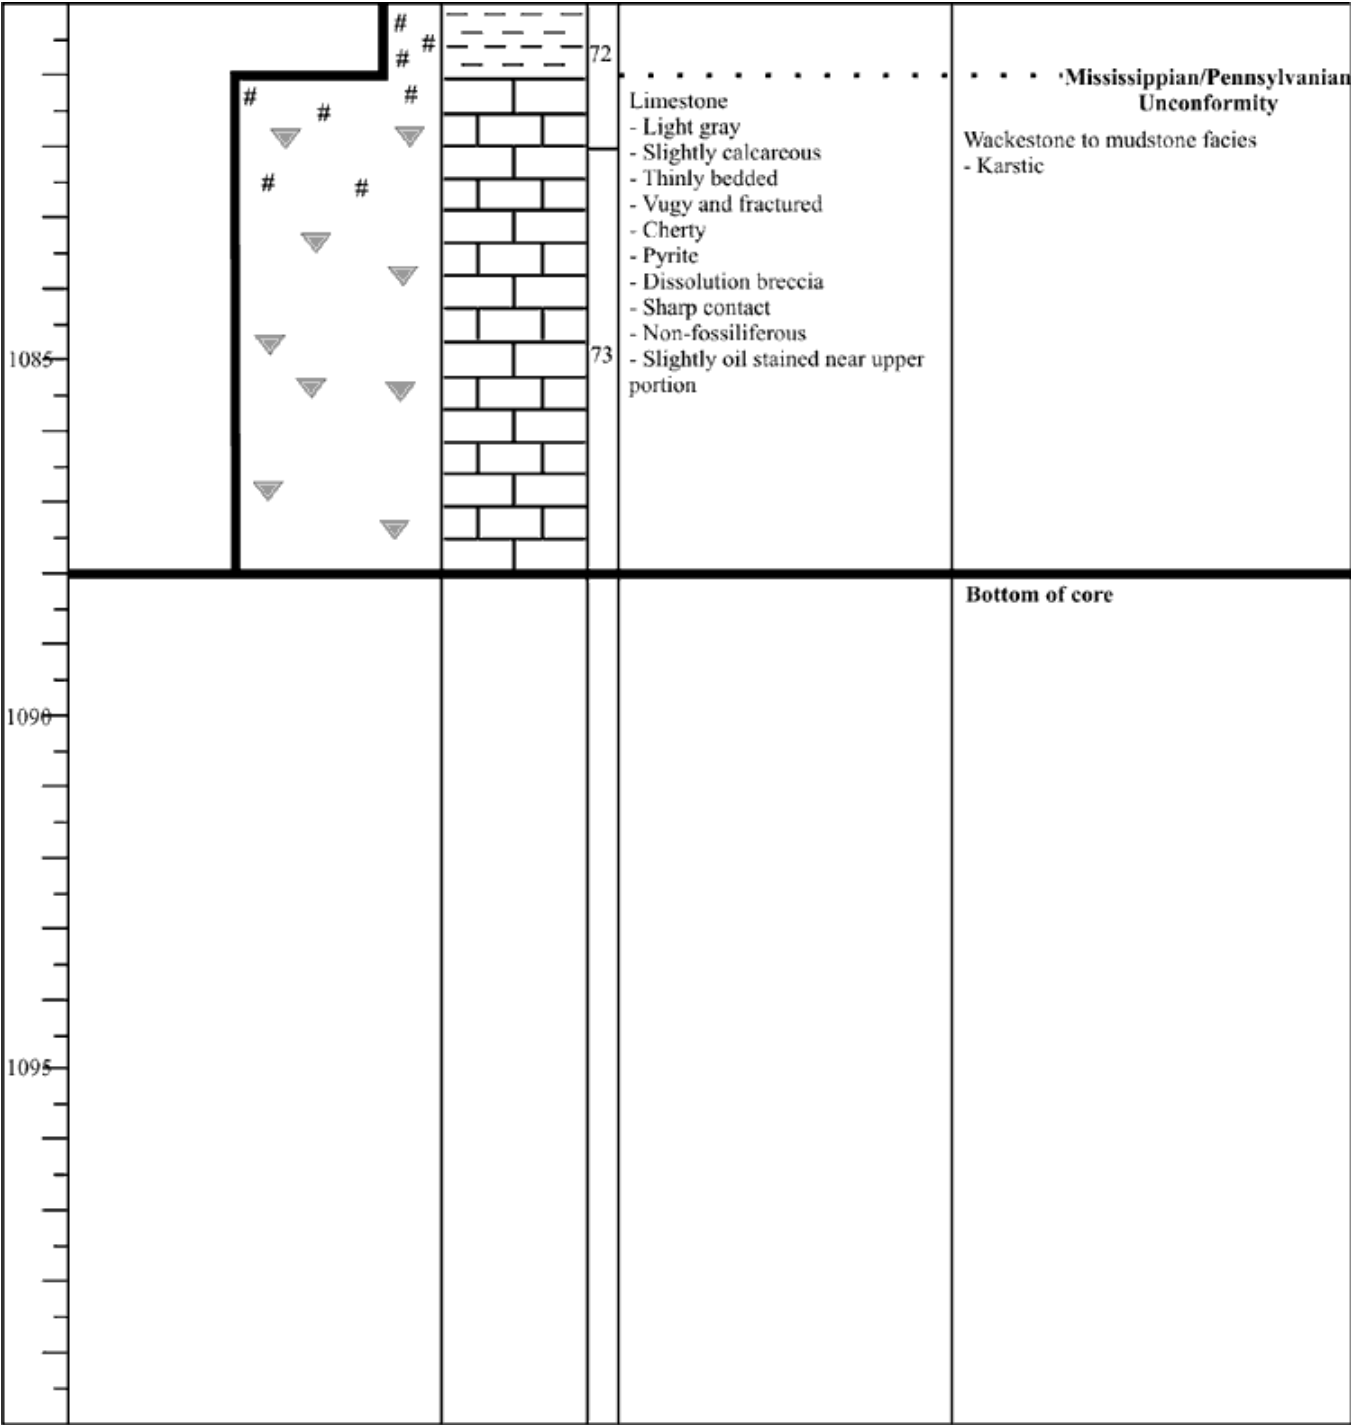 #
#
#
72
Mississippian/Pennsylvanian
Unconformity
#
#
#
Limestone
- Light gray
- Slightly calcareous
- Thinly bedded
- Vugy and fractured
- Cherty
- Pyrite
- Dissolution breccia
- Sharp contact
- Non-fossiliferous
- Slightly oil stained near upper
portion
Wackestone to mudstone facies
- Karstic
#
#
1085
73
Bottom of core
1090
1095